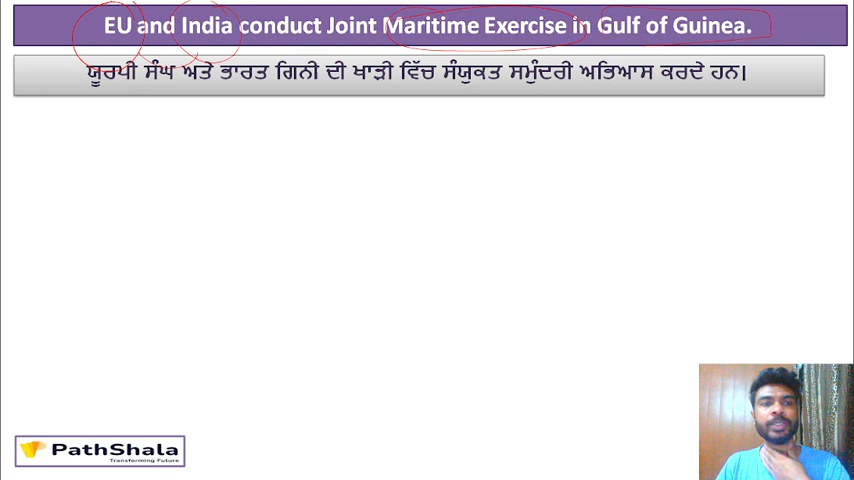 EU and India conduct Joint Maritime Exercise in Gulf of Guinea.
ਯੂਰਪੀ ਸੰਘ ਅਤੇ ਭਾਰਤ ਗਿਨੀ ਦੀ ਖਾੜੀ ਵਿੱਚ ਸੰਯੁਕਤ ਸਮੁੰਦਰੀ ਅਭਿਆਸ ਕਰਦੇ ਹਨ।
PathShala
Transforming Future